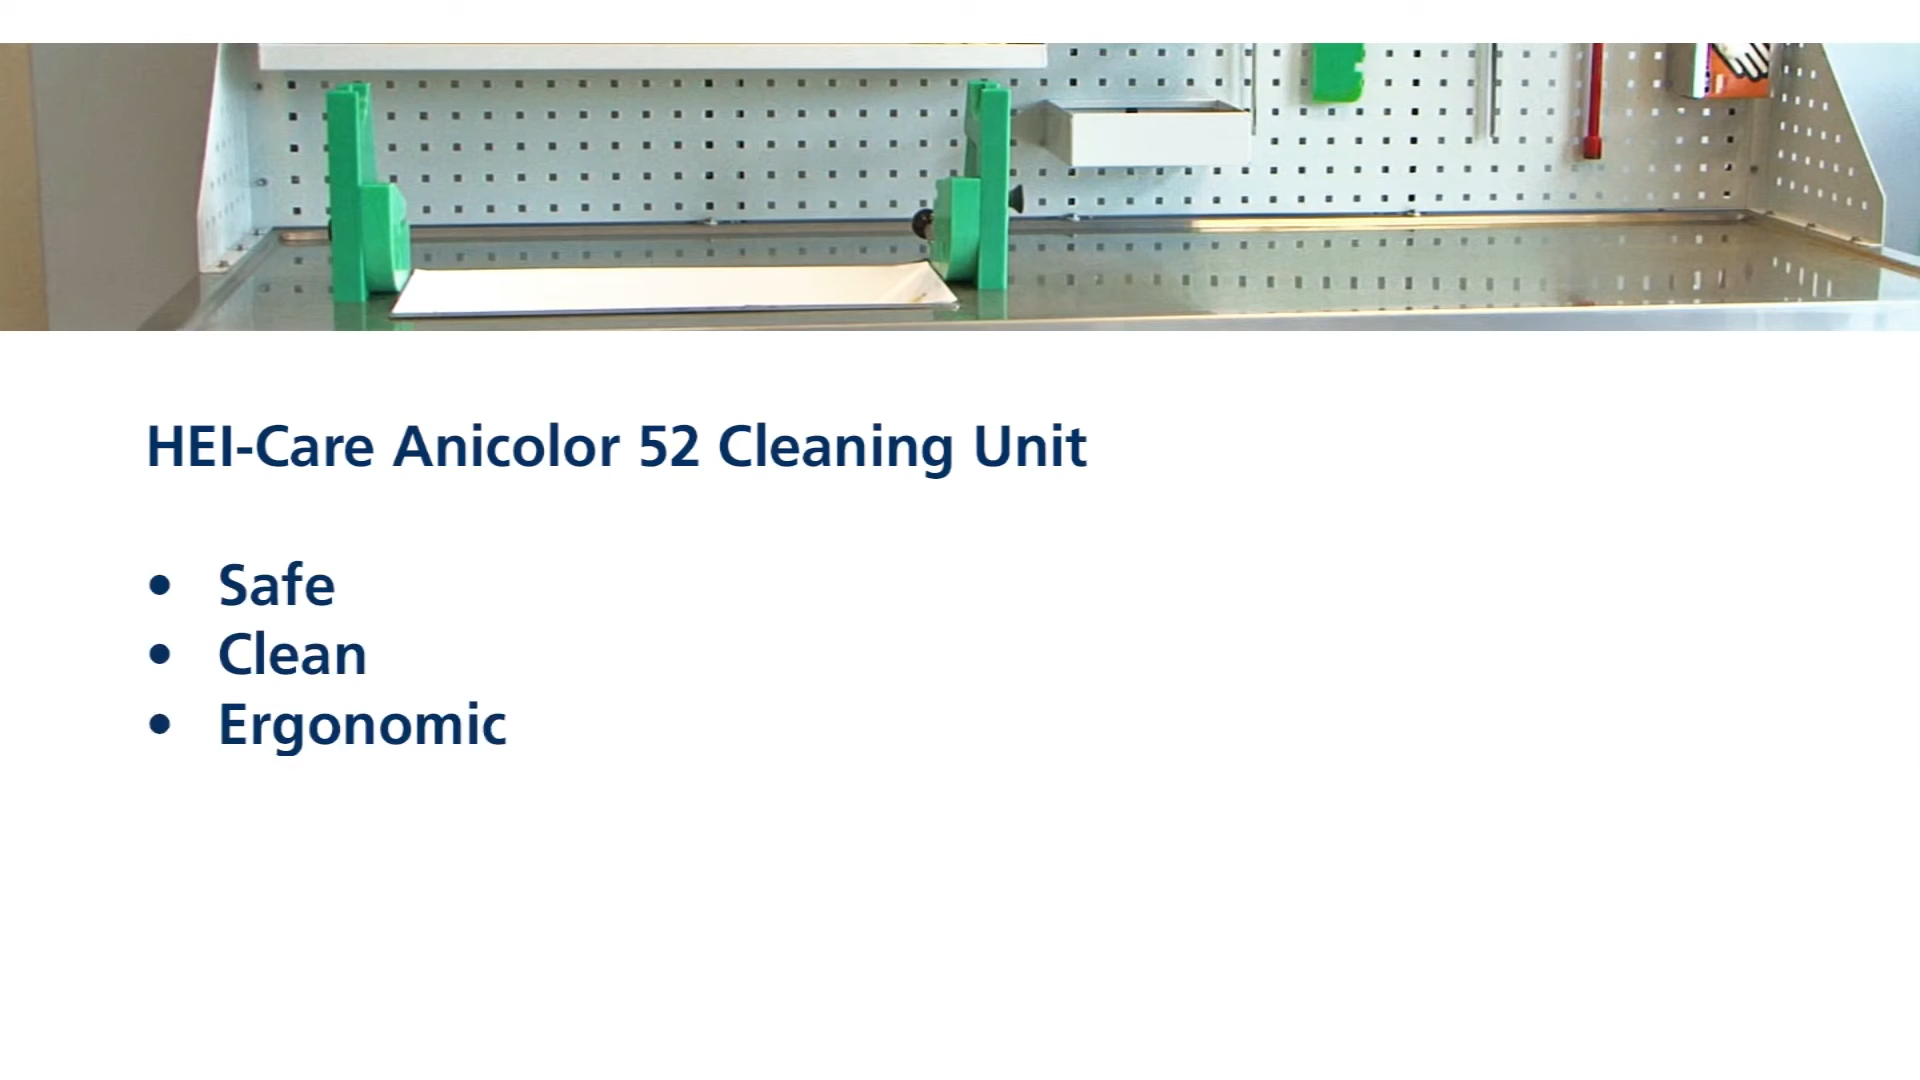 HEI-Care Anicolor 52 Cleaning Unit
• Safe
• Clean
• Ergonomic